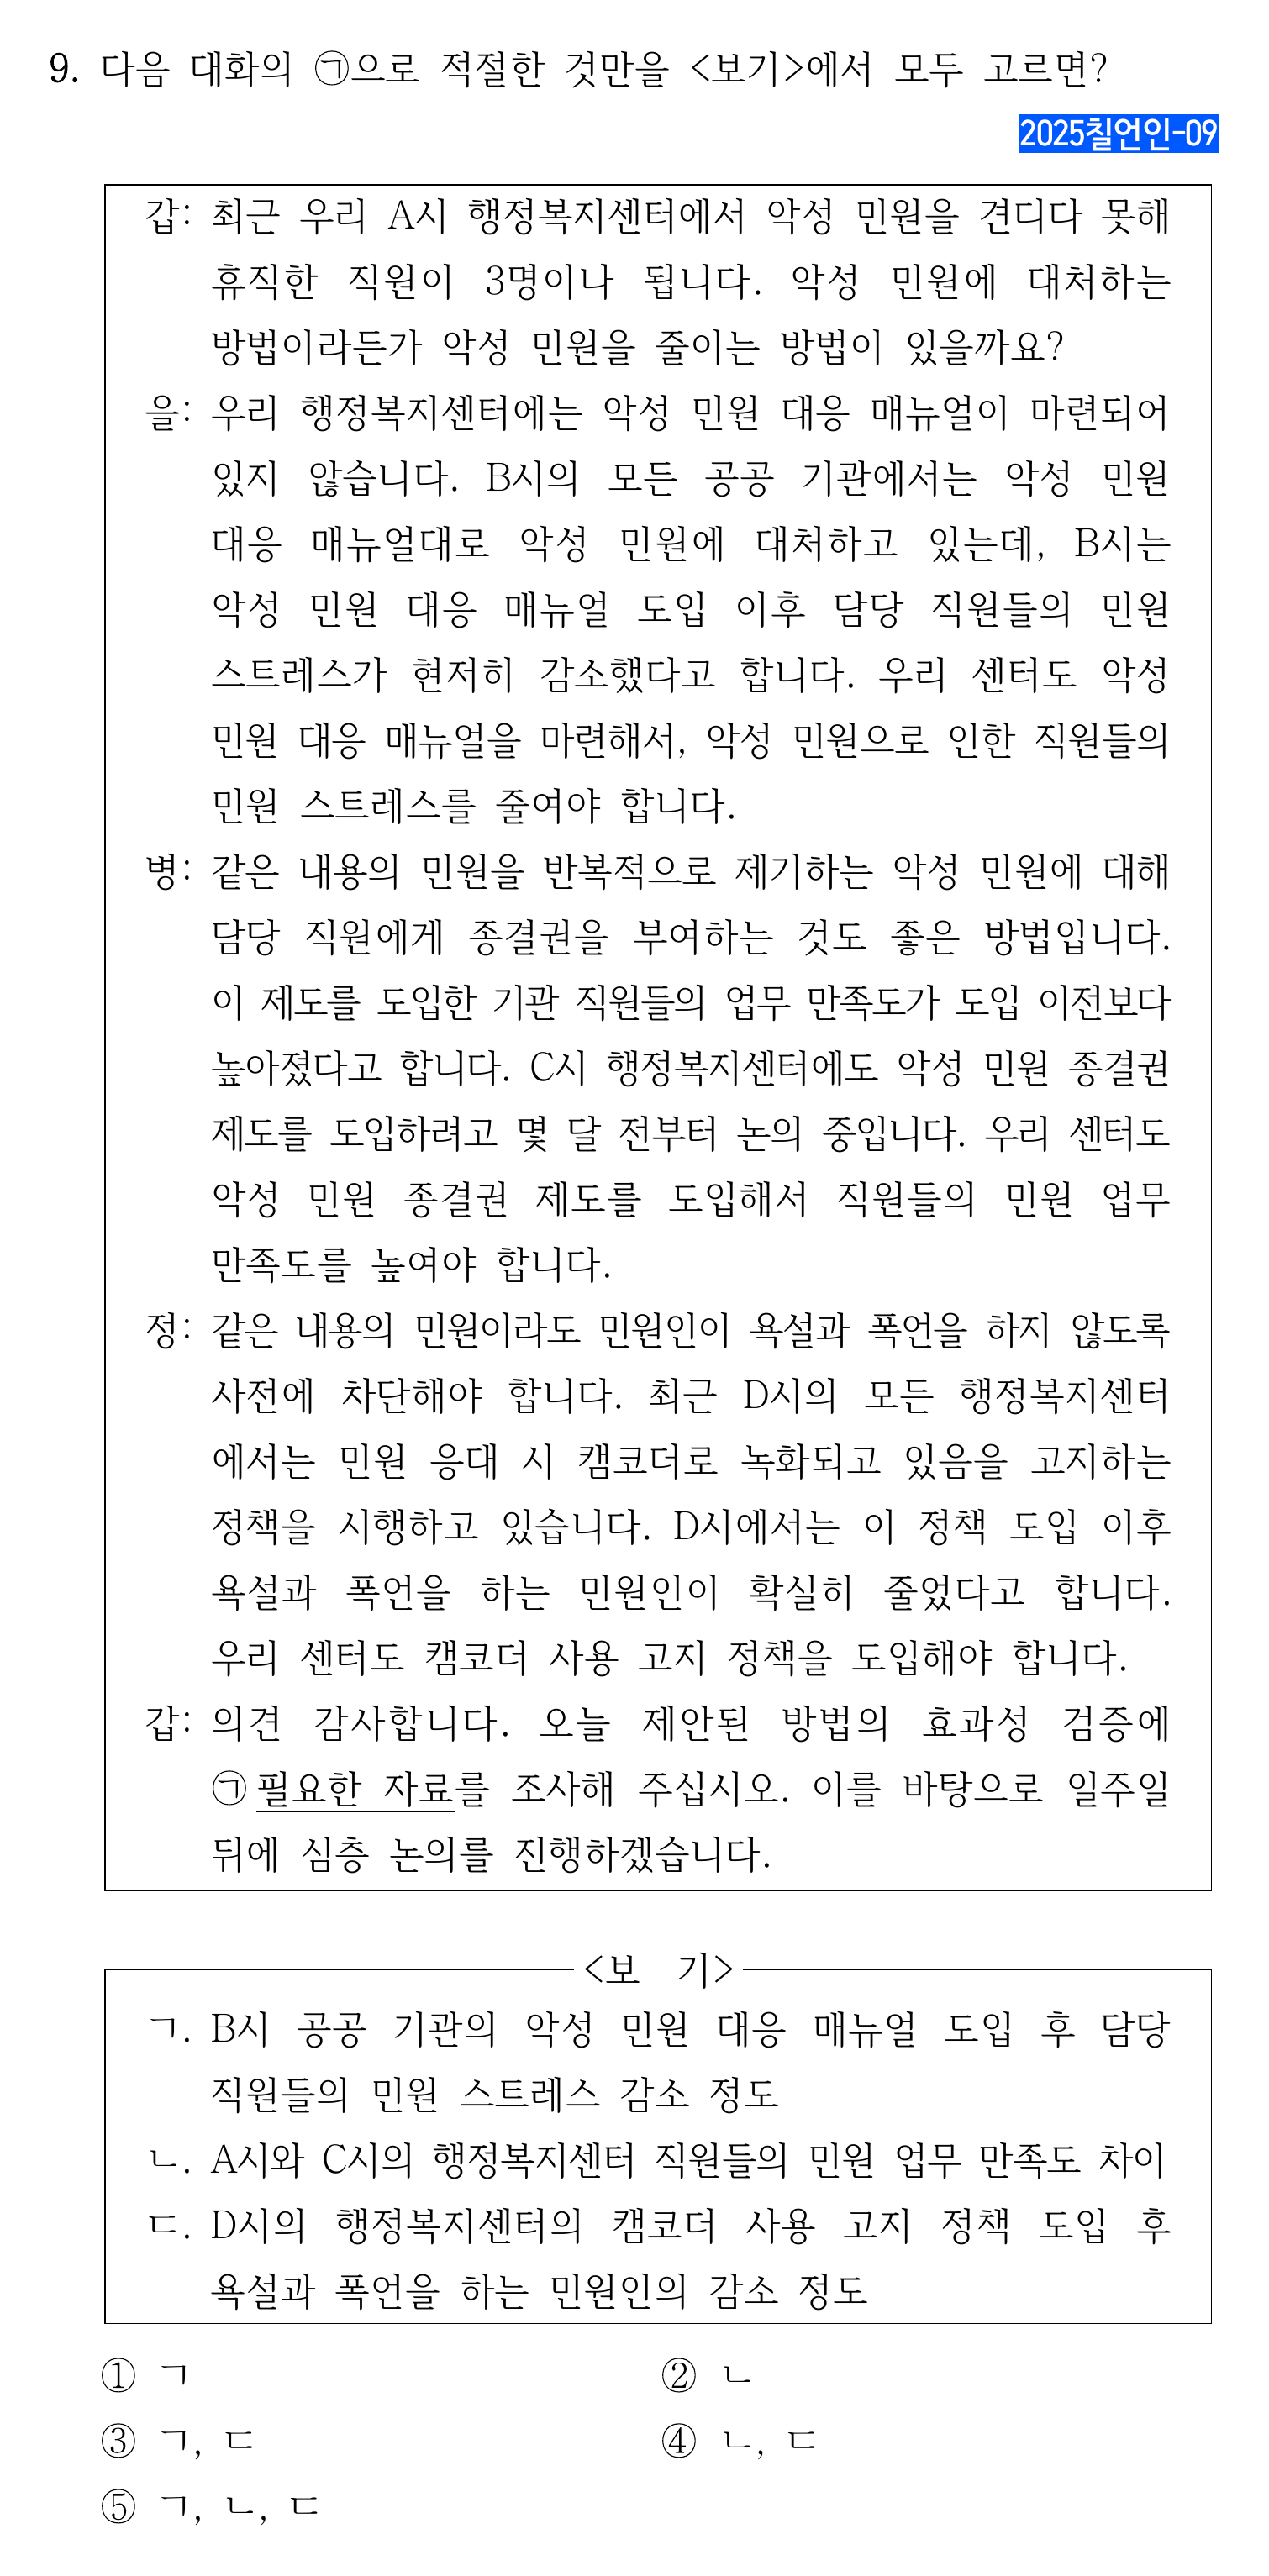 9. 다음 대화의 ㉠으로 적절한 것만을 <보기>에서 모두 고르면?
2025칠언인-09
갑: 최근 우리 A시 행정복지센터에서 악성 민원을 견디다 못해
휴직한 직원이 3명이나 됩니다. 악성 민원에 대처하는
방법이라든가 악성 민원을 줄이는 방법이 있을까요?
을: 우리 행정복지센터에는 악성 민원 대응 매뉴얼이 마련되어
있지 않습니다. B시의 모든 공공 기관에서는 악성 민원
대응 매뉴얼대로 악성 민원에 대처하고 있는데, B시는
악성 민원 대응 매뉴얼 도입 이후 담당 직원들의 민원
스트레스가 현저히 감소했다고 합니다. 우리 센터도 악성
민원 대응 매뉴얼을 마련해서, 악성 민원으로 인한 직원들의
민원 스트레스를 줄여야 합니다.
병: 같은 내용의 민원을 반복적으로 제기하는 악성 민원에 대해
담당 직원에게 종결권을 부여하는 것도 좋은 방법입니다.
이 제도를 도입한 기관 직원들의 업무 만족도가 도입 이전보다
높아졌다고 합니다. C시 행정복지센터에도 악성 민원 종결권
제도를 도입하려고 몇 달 전부터 논의 중입니다. 우리 센터도
악성 민원 종결권 제도를 도입해서 직원들의 민원 업무
만족도를 높여야 합니다.
정: 같은 내용의 민원이라도 민원인이 욕설과 폭언을 하지 않도록
사전에 차단해야 합니다. 최근 D시의 모든 행정복지센터
에서는 민원 응대 시 캠코더로 녹화되고 있음을 고지하는
정책을 시행하고 있습니다. D시에서는 이 정책 도입 이후
욕설과 폭언을 하는 민원인이 확실히 줄었다고 합니다.
우리 센터도 캠코더 사용 고지 정책을 도입해야 합니다.
갑: 의견 감사합니다. 오늘 제안된 방법의 효과성 검증에
㉠필요한 자료를 조사해 주십시오. 이를 바탕으로 일주일
뒤에 심층 논의를 진행하겠습니다.
<보 기>
ㄱ. B시 공공 기관의 악성 민원 대응 매뉴얼 도입 후 담당
직원들의 민원 스트레스 감소 정도
ㄴ. A시와 C시의 행정복지센터 직원들의 민원 업무 만족도 차이
ㄷ. D시의 행정복지센터의 캠코더 사용 고지 정책 도입 후
욕설과 폭언을 하는 민원인의 감소 정도
① ㄱ ② ㄴ
③ ㄱ, ㄷ ④ ㄴ, ㄷ
⑤ ㄱ, ㄴ, ㄷ